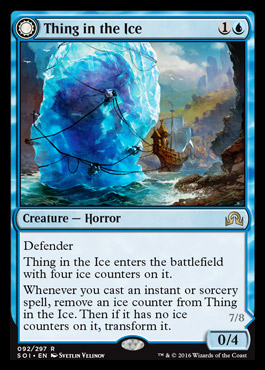 Thing in the Ice 1
Creature — Horror
Defender
Thing in the Ice enters the battlefield
with four ice counters on it.
Whenever you cast an instant or
sorcery spell, remove an ice counter from Thing
in the Ice. Then if it has no ice
counters on it, transform it.
7/8
0/4
092/297 R
SOI • EN Svetlin Velinov
™ & © 2016 Wizards of the Coast